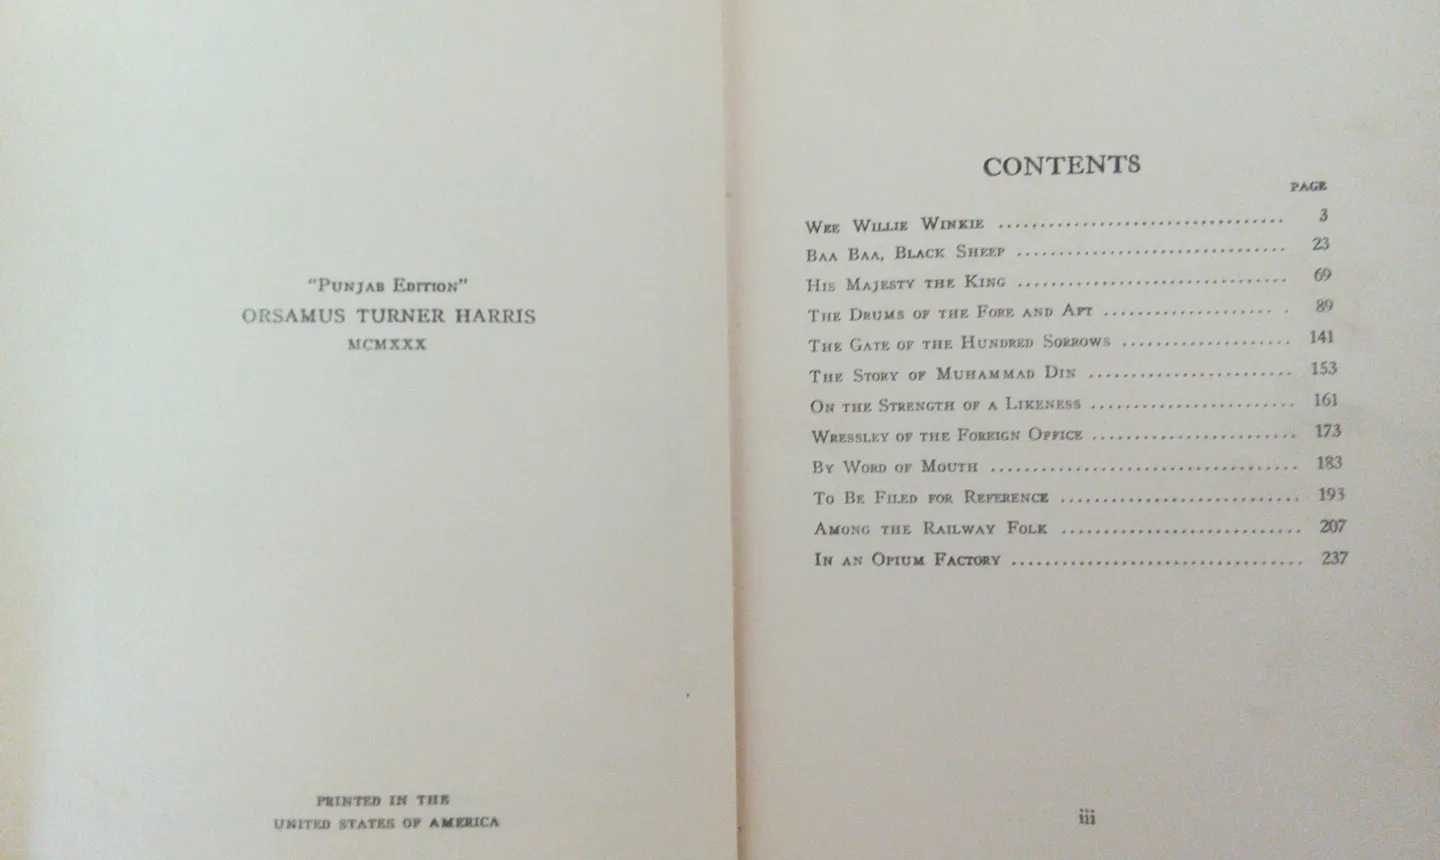 "Punjab Edition"
ORSAMUS TURNER HARRIS
MCMXXX
PRINTED IN THE
UNITED STATES OF AMERICA
CONTENTS
PAGE
Wee Willie Winkie .................................. 3
Baa Baa, Black Sheep ................................ 23
His Majesty the King ................................ 69
The Drums of the Fore and Aft ...................... 89
The Gate of the Hundred Sorrows .................... 141
The Story of Muhammad Din ........................ 153
On the Strength of a Likeness ........................ 161
Wressley of the Foreign Office ........................ 173
By Word of Mouth .................................... 183
To Be Filed for Reference ............................ 193
Among the Railway Folk ............................ 207
In an Opium Factory .................................. 237
iii